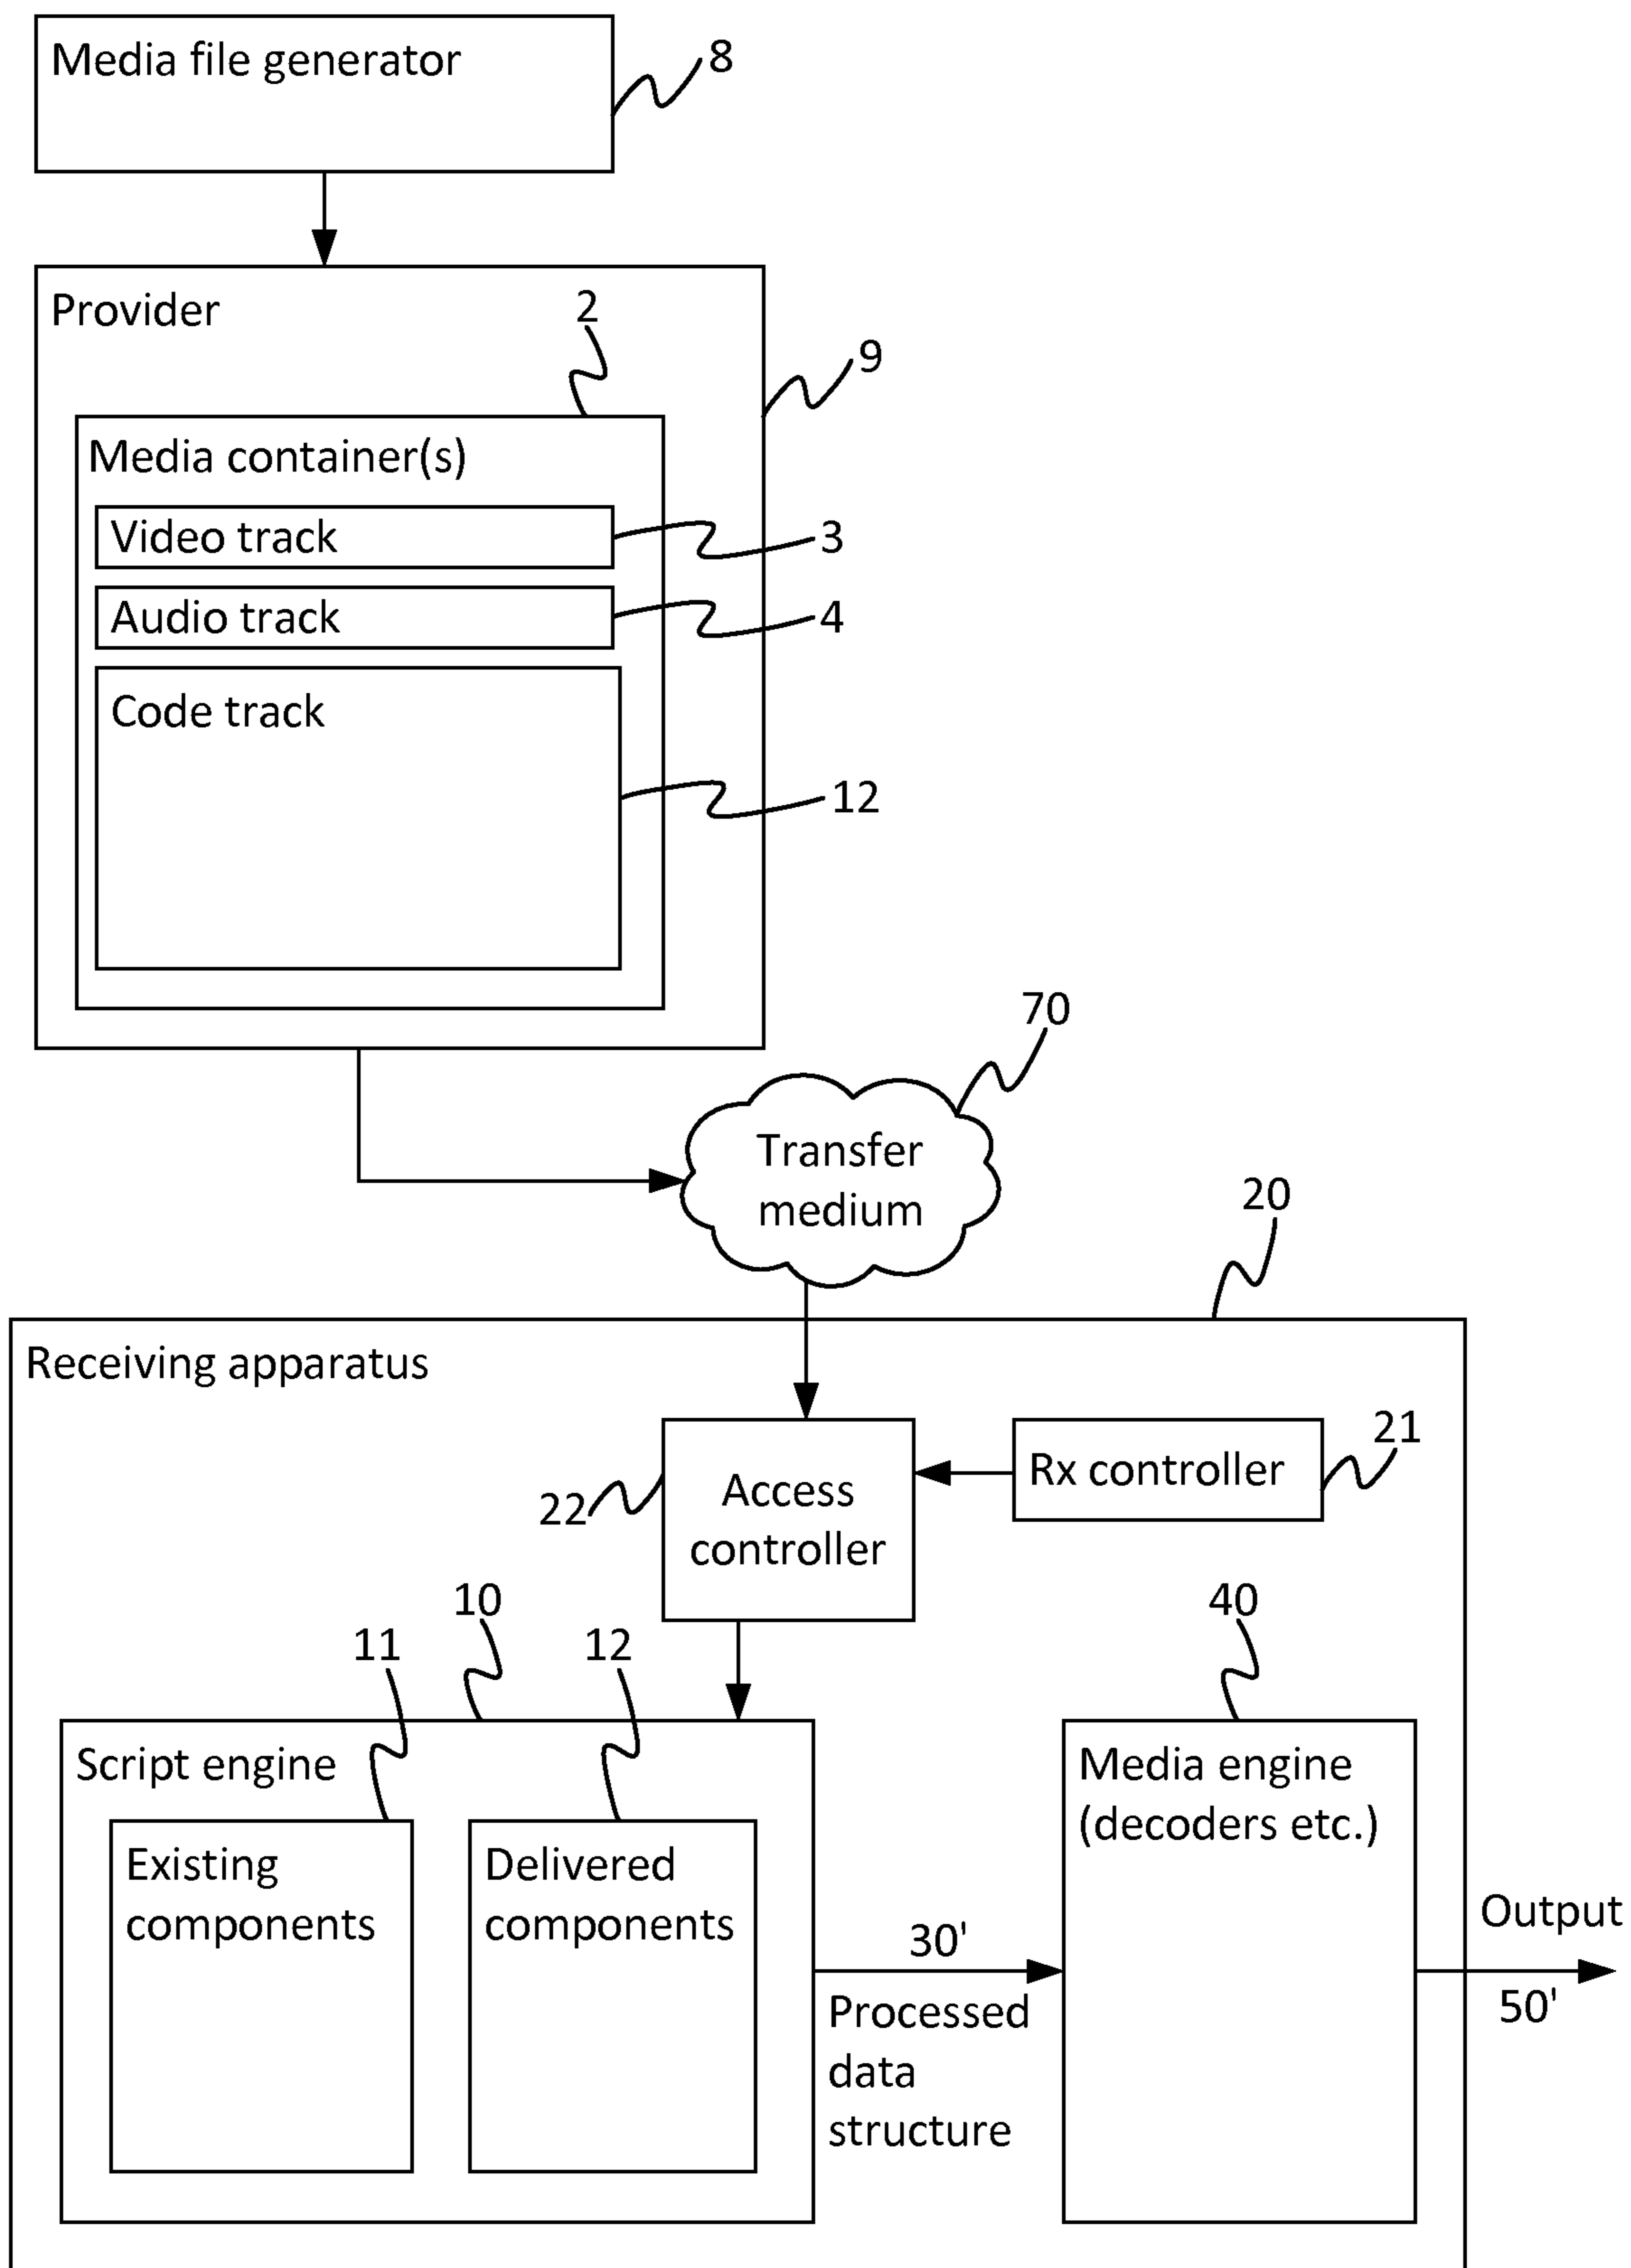 Media file generator
8
Provider
2
9
Media container(s)
Video track
3
Audio track
4
Code track
12
70
Transfer
medium
20
Receiving apparatus
21
Rx controller
22
Access
controller
10
40
11
12
Script engine
Media engine
(decoders etc.)
Existing
components
Delivered
components
30'
Processed
data
structure
Output
50'